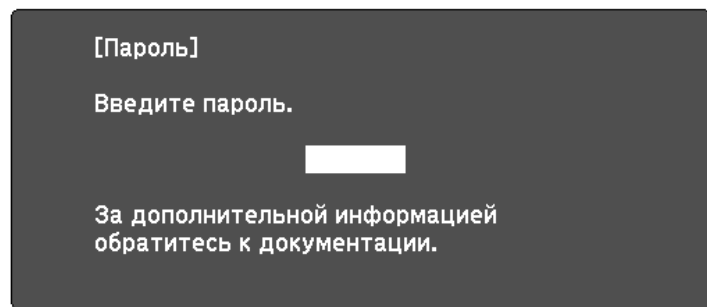 [Пароль]
Введите пароль.
За дополнительной информацией
обратитесь к документации.